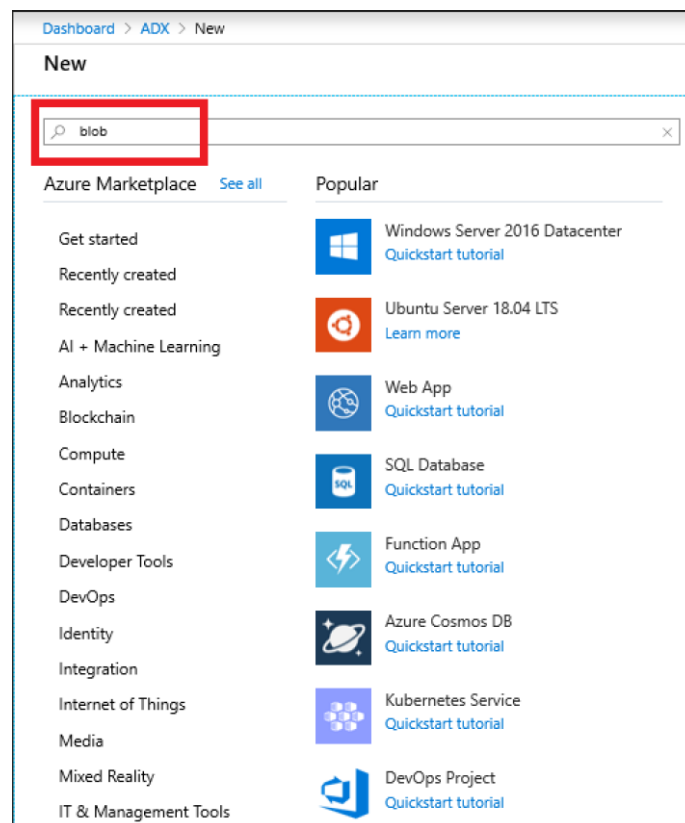 Dashboard > ADX > New
New
blob
Azure Marketplace See all
Popular
Get started
Recently created
Recently created
AI + Machine Learning
Analytics
Blockchain
Compute
Containers
Databases
Developer Tools
DevOps
Identity
Integration
Internet of Things
Media
Mixed Reality
IT & Management Tools
Windows Server 2016 Datacenter
Quickstart tutorial
Ubuntu Server 18.04 LTS
Learn more
Web App
Quickstart tutorial
SQL
SQL Database
Quickstart tutorial
Function App
Quickstart tutorial
Azure Cosmos DB
Quickstart tutorial
Kubernetes Service
Quickstart tutorial
DevOps Project
Quickstart tutorial